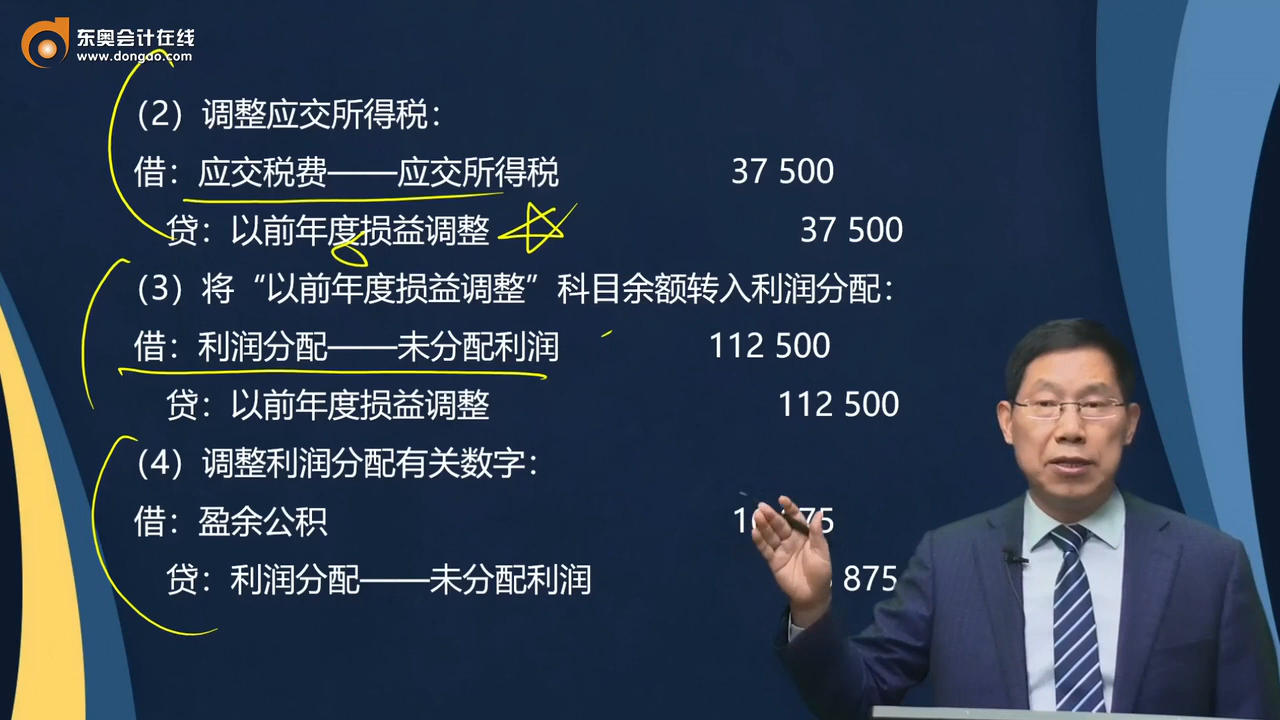 东奥会计在线
www.dongao.com
（2）调整应交所得税：
借：应交税费——应交所得税 37 500
贷：以前年度损益调整 37 500
（3）将“以前年度损益调整”科目余额转入利润分配：
借：利润分配——未分配利润 112 500
贷：以前年度损益调整 112 500
（4）调整利润分配有关数字：
借：盈余公积
贷：利润分配——未分配利润 875